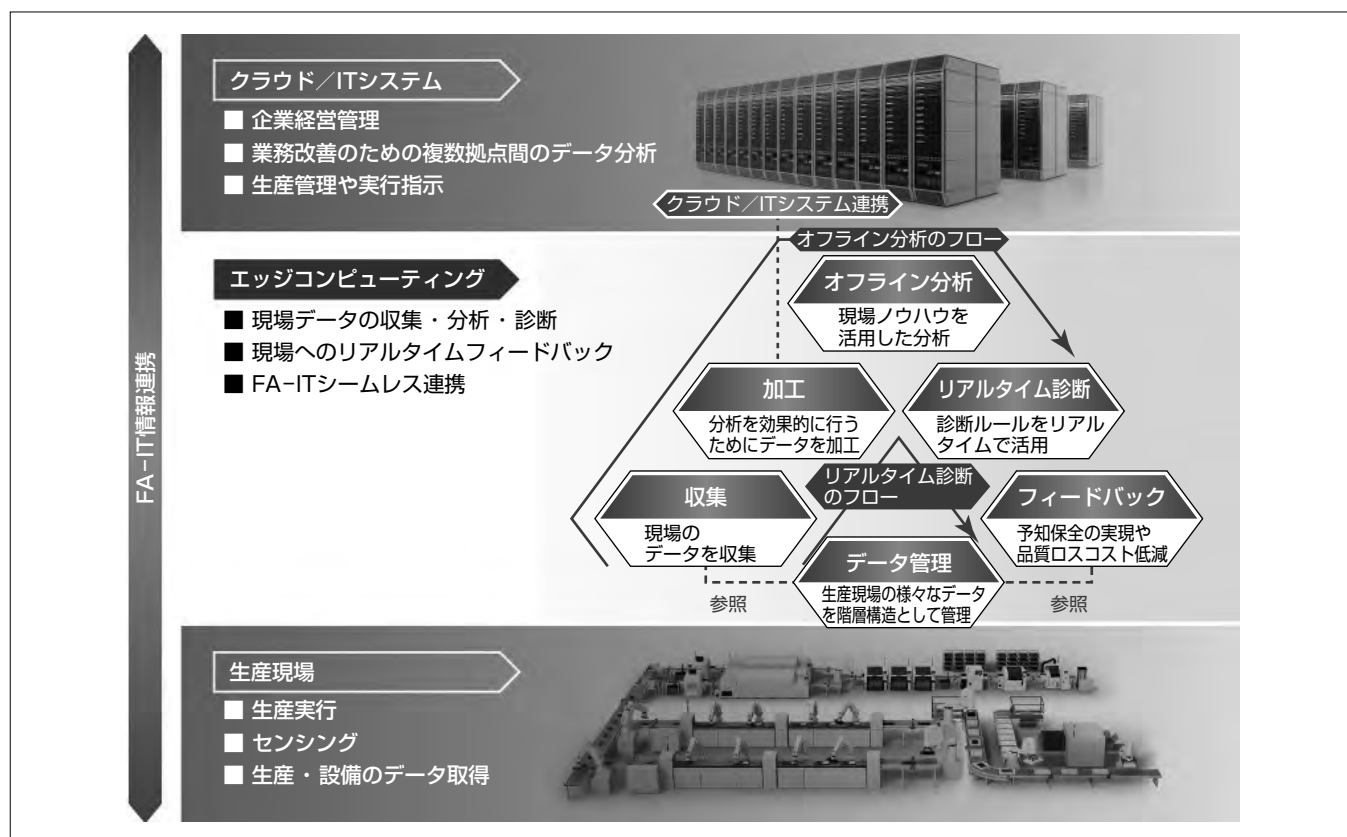 FA-IT情報連携
クラウド／ITシステム
■ 企業経営管理
■ 業務改善のための複数拠点間のデータ分析
■ 生産管理や実行指示
クラウド／ITシステム連携
エッジコンピューティング
■ 現場データの収集・分析・診断
■ 現場へのリアルタイムフィードバック
■ FA-ITシームレス連携
オフライン分析のフロー
オフライン分析
現場ノウハウを
活用した分析
加工
分析を効果的に行う
ためにデータを加工
リアルタイム診断
診断ルールをリアル
タイムで活用
リアルタイム診断
のフロー
収集
現場の
データを収集
フィードバック
予知保全の実現や
品質ロスコスト低減
データ管理
生産現場の様々なデータ
を階層構造として管理
参照
参照
生産現場
■ 生産実行
■ センシング
■ 生産・設備のデータ取得